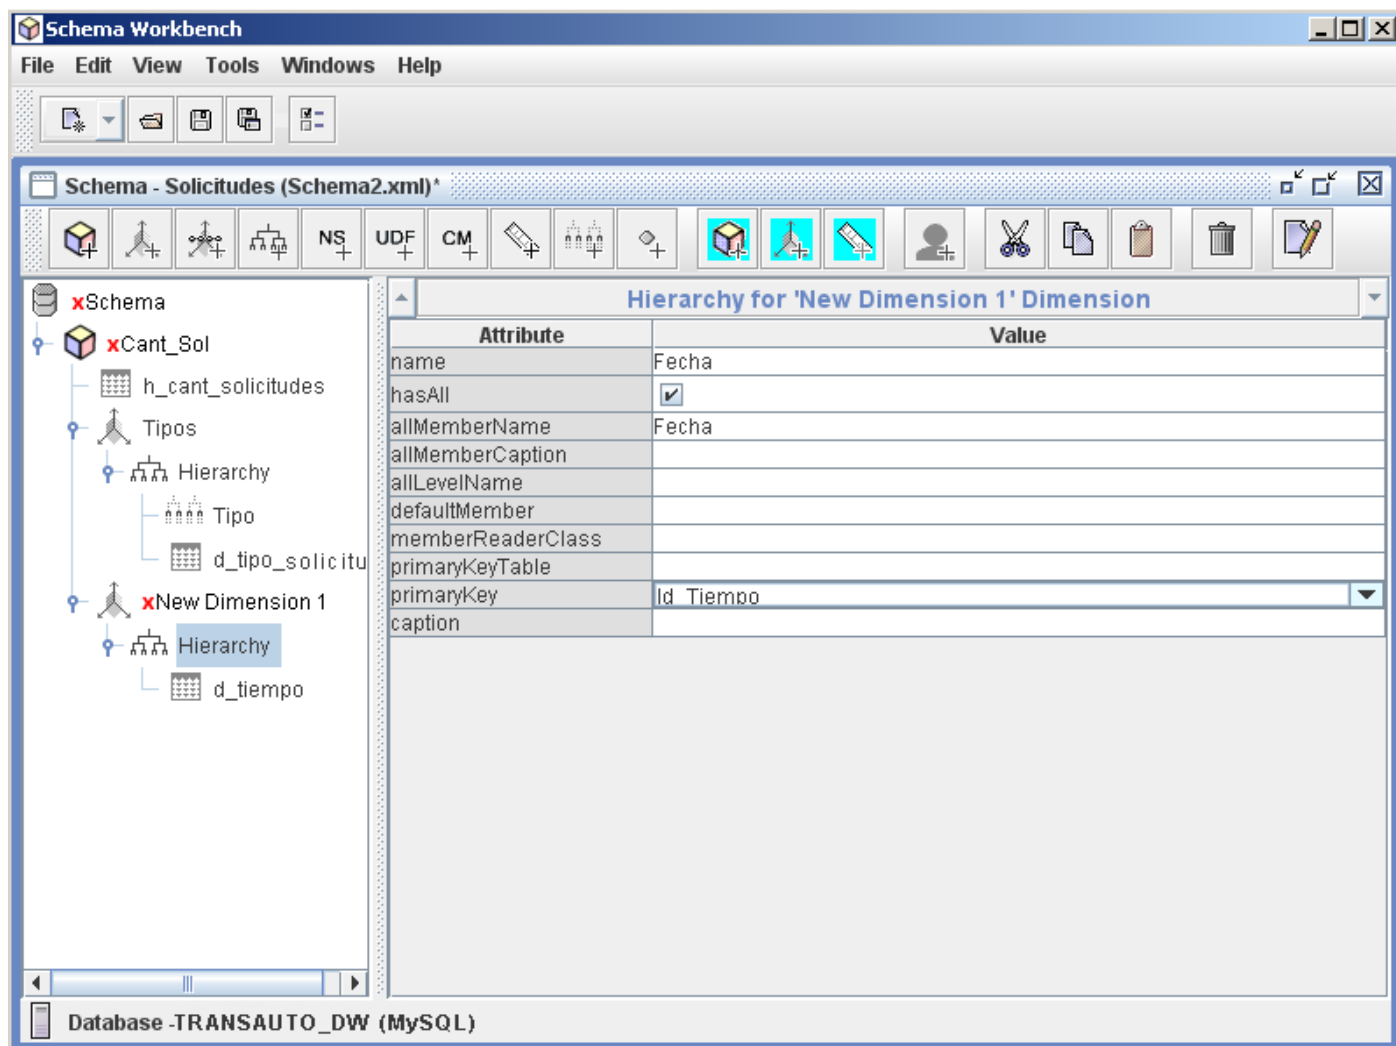 Schema Workbench
File Edit View Tools Windows Help
Schema - Solicitudes (Schema2.xml)*
NS UDF CM
xSchema
xCant_Sol
h_cant_solicitudes
Tipos
Hierarchy
Tipo
d_tipo_solicitu
xNew Dimension 1
Hierarchy
d_tiempo
Hierarchy for 'New Dimension 1' Dimension
Attribute Value
name Fecha
hasAll
allMemberName Fecha
allMemberCaption
allLevelName
defaultMember
memberReaderClass
primaryKeyTable
primaryKey Id_Tiempo
caption
Database -TRANSAUTO_DW (MySQL)